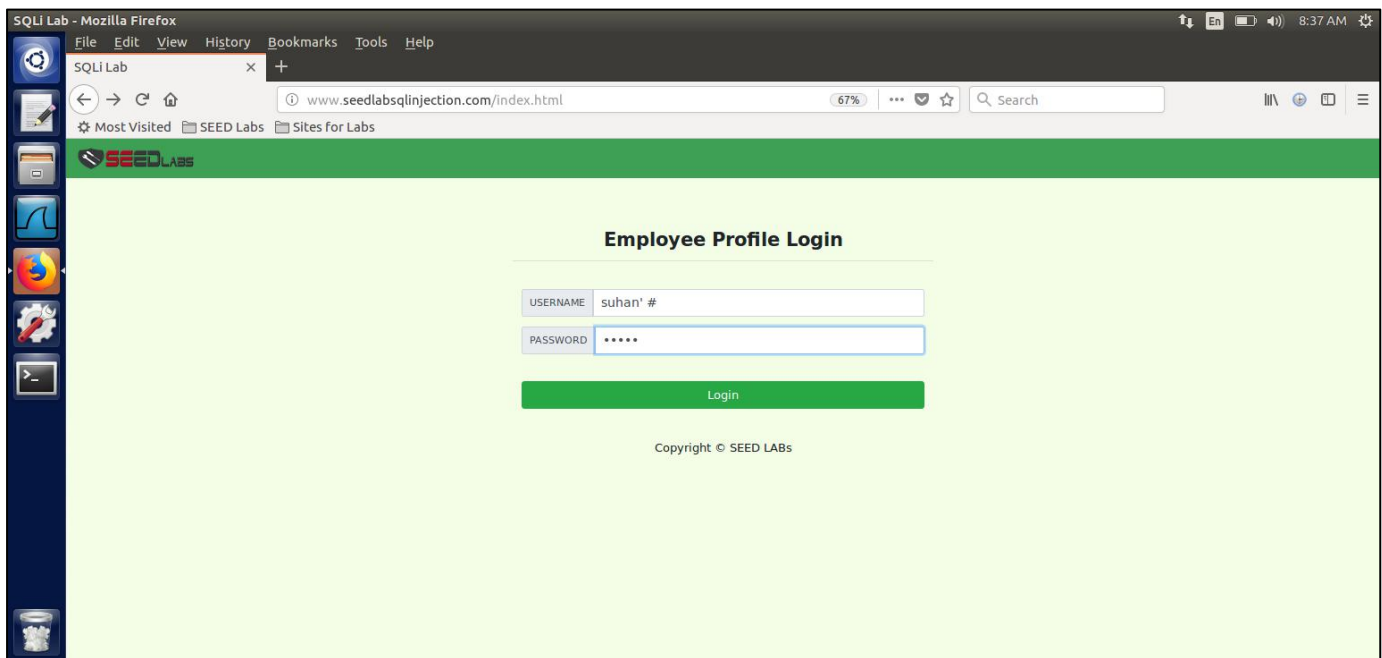 SQLi Lab - Mozilla Firefox En 8:37 AM
File Edit View History Bookmarks Tools Help
SQLi Lab
www.seedlabsqlinjection.com/index.html 67% Search
Most Visited SEED Labs Sites for Labs
SEEDLABS
Employee Profile Login
USERNAME suhan' #
PASSWORD •••••
Login
Copyright © SEED LABs